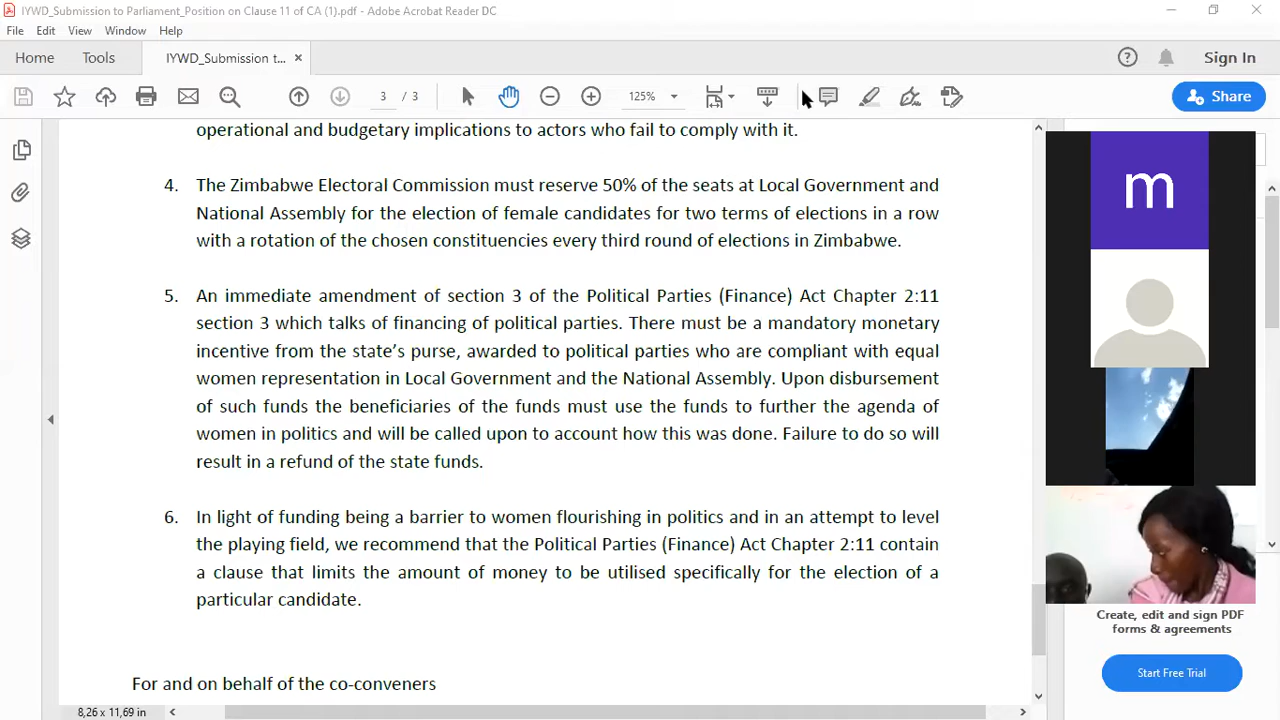 IYWD_Submission to Parliament_Position on Clause 11 of CA (1).pdf - Adobe Acrobat Reader DC
File Edit View Window Help
Home Tools IYWD_Submission t... × Sign In
3 / 3 125% Share
operational and budgetary implications to actors who fail to comply with it.
4. The Zimbabwe Electoral Commission must reserve 50% of the seats at Local Government and
National Assembly for the election of female candidates for two terms of elections in a row
with a rotation of the chosen constituencies every third round of elections in Zimbabwe.
5. An immediate amendment of section 3 of the Political Parties (Finance) Act Chapter 2:11
section 3 which talks of financing of political parties. There must be a mandatory monetary
incentive from the state's purse, awarded to political parties who are compliant with equal
women representation in Local Government and the National Assembly. Upon disbursement
of such funds the beneficiaries of the funds must use the funds to further the agenda of
women in politics and will be called upon to account how this was done. Failure to do so will
result in a refund of the state funds.
6. In light of funding being a barrier to women flourishing in politics and in an attempt to level
the playing field, we recommend that the Political Parties (Finance) Act Chapter 2:11 contain
a clause that limits the amount of money to be utilised specifically for the election of a
particular candidate.
For and on behalf of the co-conveners
8,26 x 11,69 in
m
Create, edit and sign PDF
forms & agreements
Start Free Trial